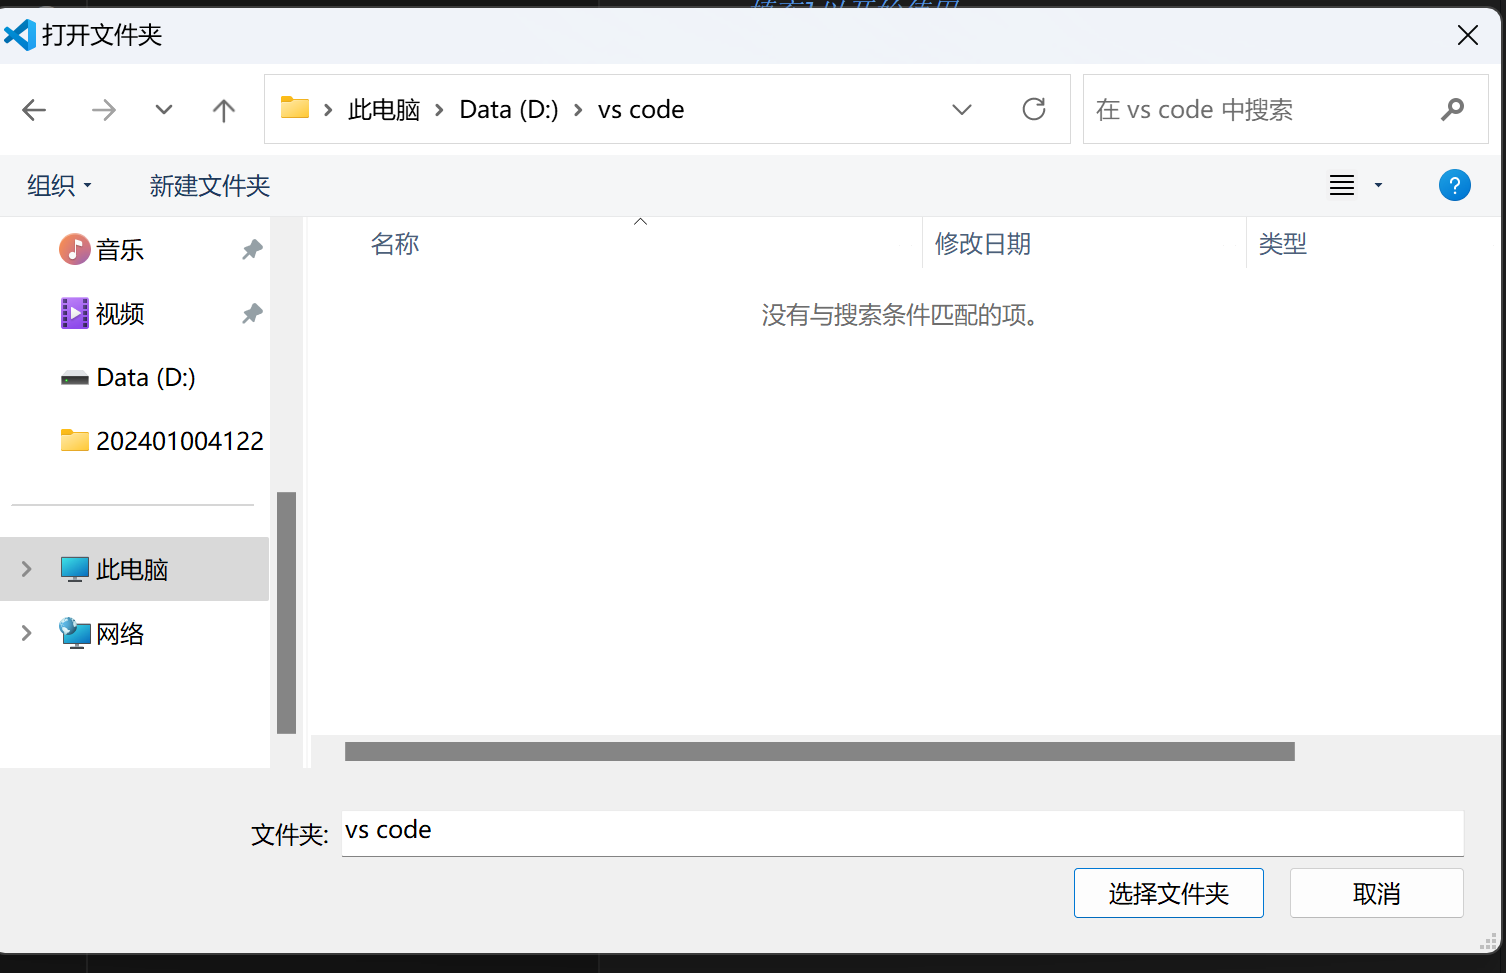 打开文件夹
此电脑 Data (D:) vs code
在 vs code 中搜索
组织 新建文件夹
音乐
视频
Data (D:)
202401004122
此电脑
网络
名称 修改日期 类型
没有与搜索条件匹配的项。
文件夹: vs code
选择文件夹 取消